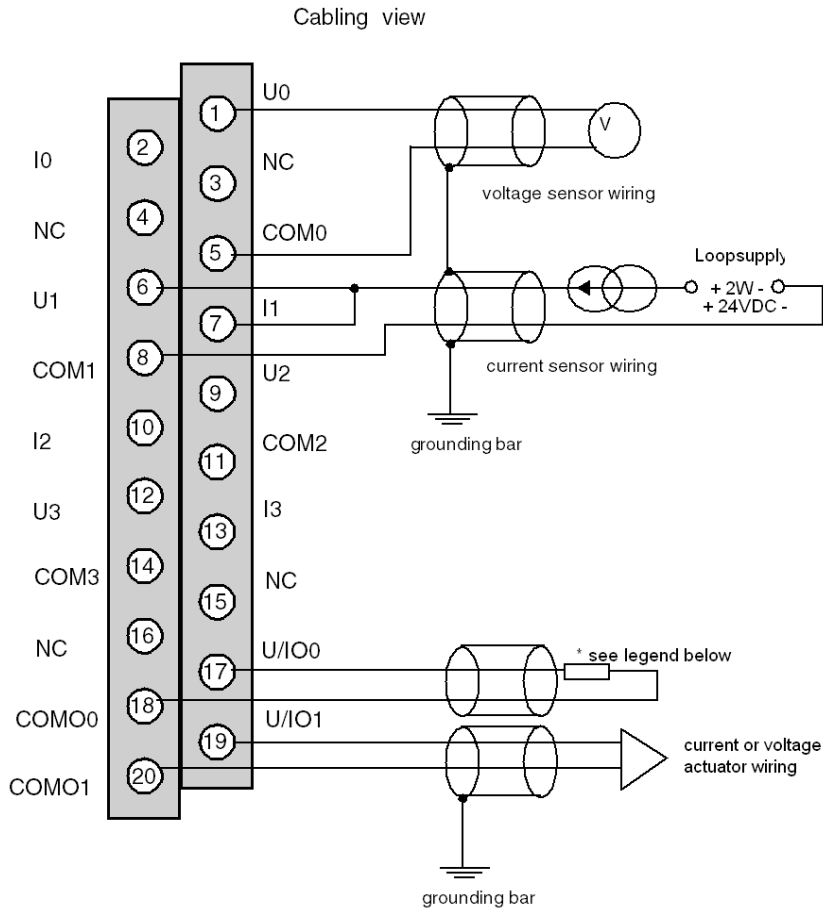 Cabling view
U0
1
V
2
I0
NC
3
voltage sensor wiring
4
NC
COM0
5
Loopsupply
6
+ 2W -
U1
I1
+ 24VDC -
7
8
current sensor wiring
COM1
U2
9
10
grounding bar
I2
COM2
11
12
U3
I3
13
14
COM3
NC
15
16
NC
U/IO0
* see legend below
17
18
COMO0
U/IO1
19
current or voltage
actuator wiring
20
COMO1
grounding bar